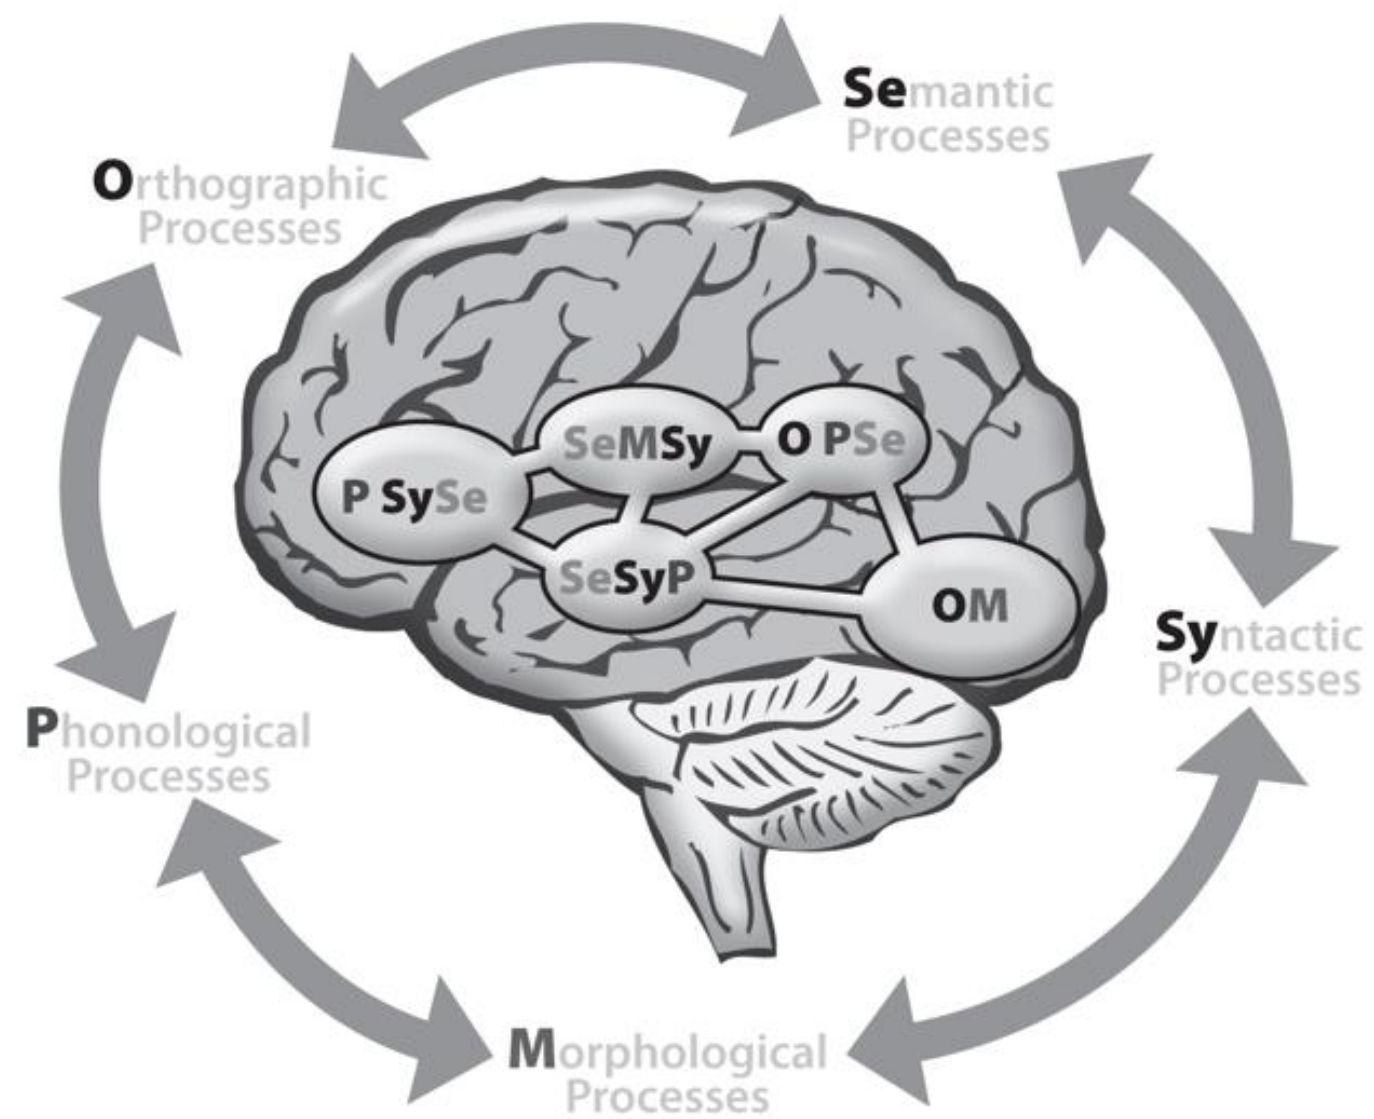 Semantic
Processes
Orthographic
Processes
SeMSy
O PSe
P SySe
SeSyP
OM
Syntactic
Processes
Phonological
Processes
Morphological
Processes